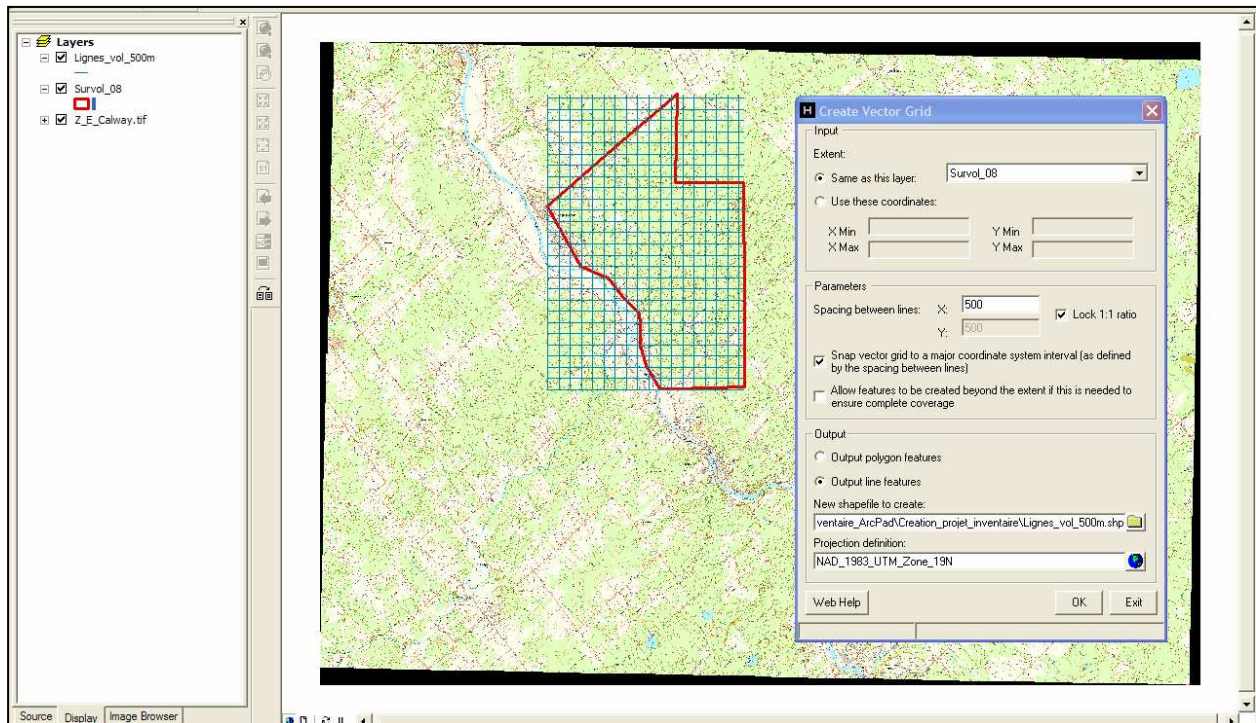 Layers
Lignes_vol_500m
Survol_08
Z_E_Calway.tif
Source
Display
Image Browser
1:1
Create Vector Grid
Input
Extent:
Same as this layer:
Survol_08
Use these coordinates:
X Min
Y Min
X Max
Y Max
Parameters
Spacing between lines:
X:
500
Lock 1:1 ratio
Y:
500
Snap vector grid to a major coordinate system interval (as defined
by the spacing between lines)
Allow features to be created beyond the extent if this is needed to
ensure complete coverage
Output
Output polygon features
Output line features
New shapefile to create:
ventaire_ArcPad\Creation_projet_inventaire\Lignes_vol_500m.shp
Projection definition:
NAD_1983_UTM_Zone_19N
Web Help
OK
Exit